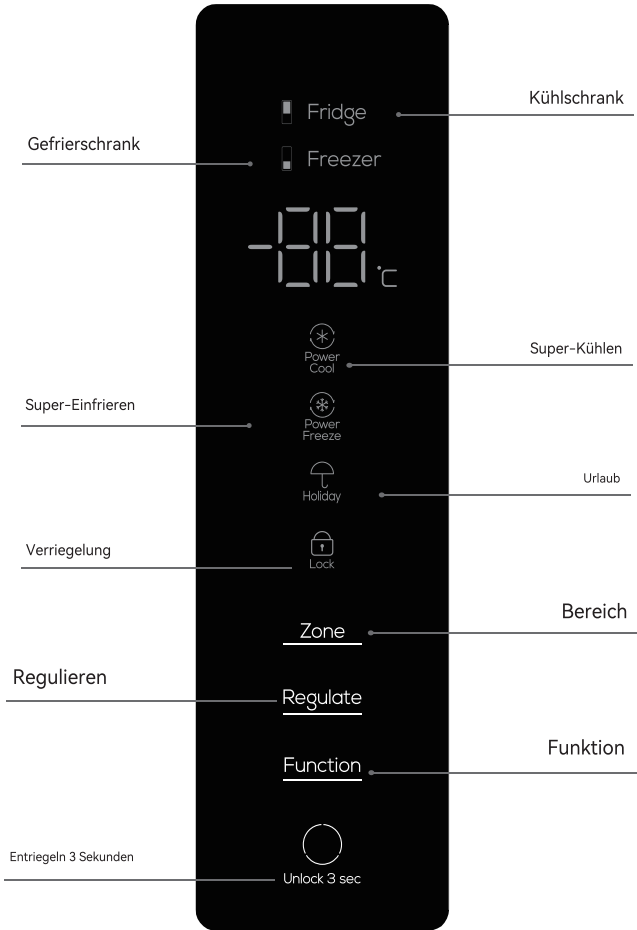 Kühlschrank
Fridge
Gefrierschrank
Freezer
-88 °C
Super-Kühlen
Power
Cool
Super-Einfrieren
Power
Freeze
Urlaub
Holiday
Verriegelung
Lock
Bereich
Zone
Regulieren
Regulate
Funktion
Function
Entriegeln 3 Sekunden
Unlock 3 sec